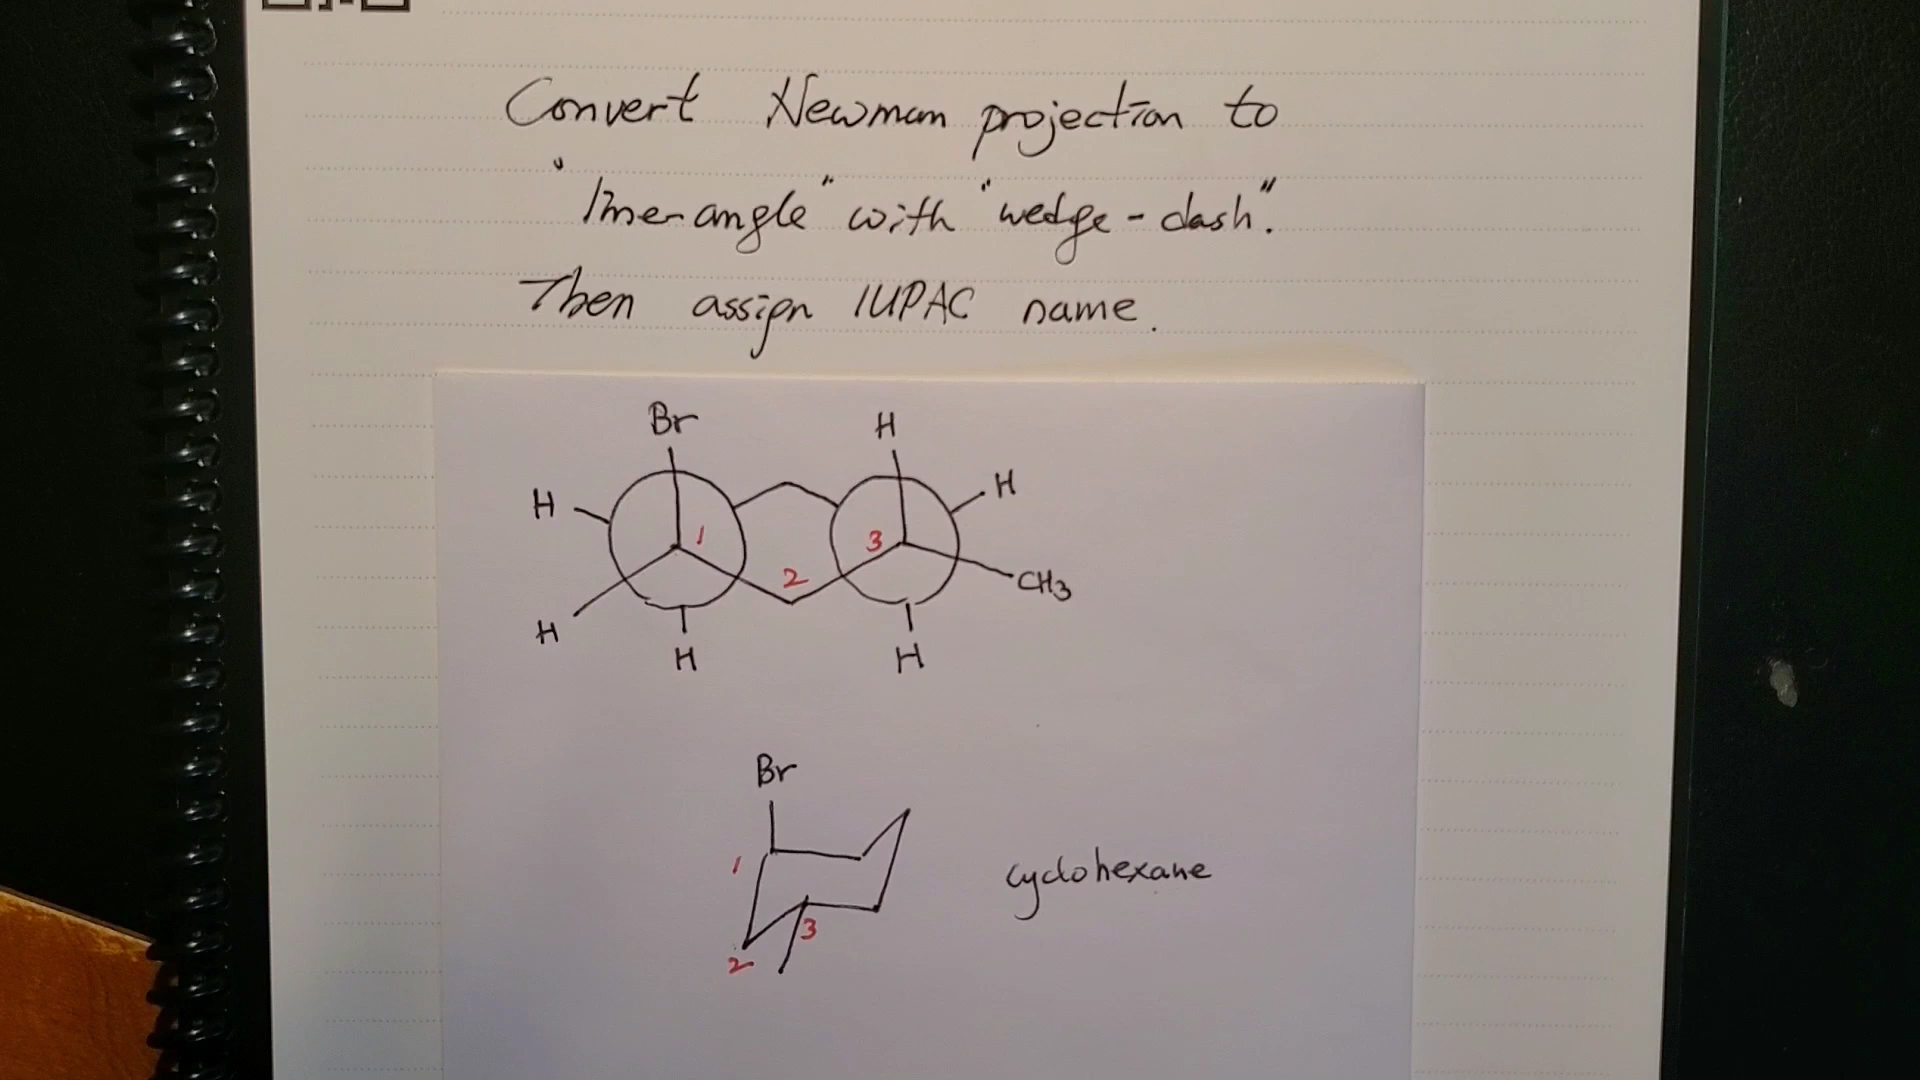 Convert Newman projection to
"line-angle" with "wedge-dash".
Then assign IUPAC name.
Br H
H H
1 3
2
CH3
H
H H
Br
1
cyclohexane
3
2